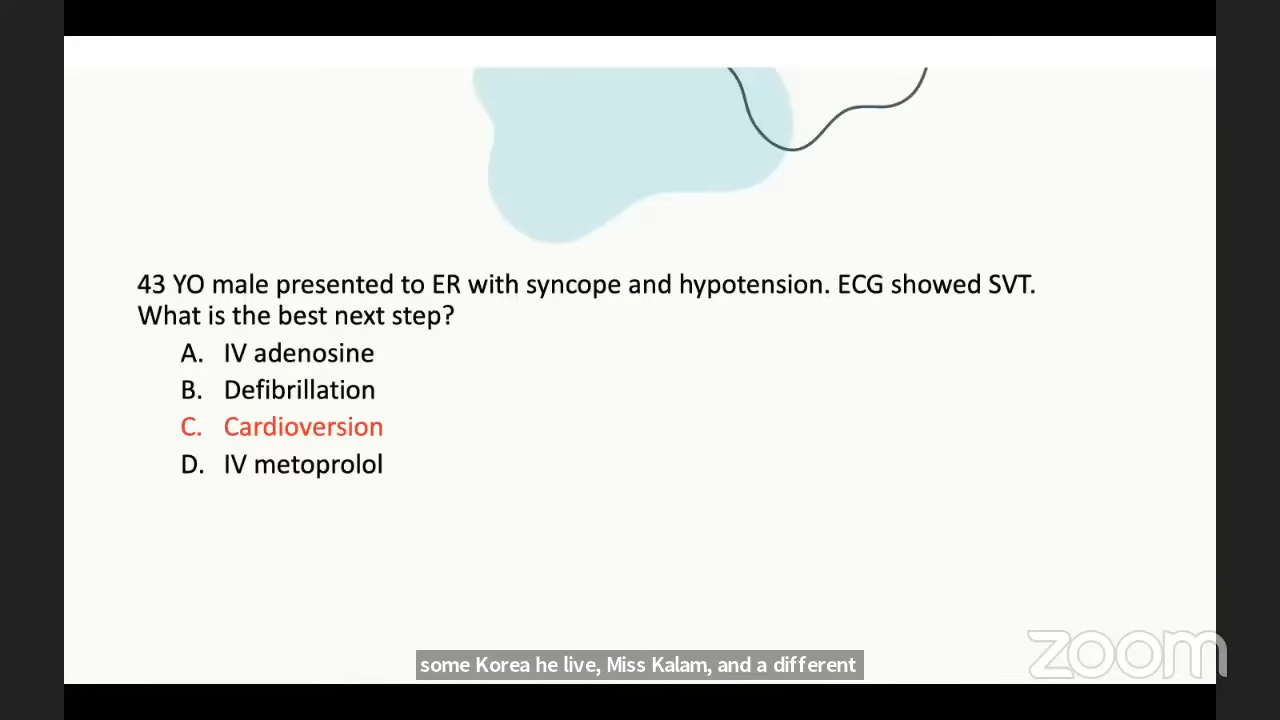 43 YO male presented to ER with syncope and hypotension. ECG showed SVT.
What is the best next step?
A. IV adenosine
B. Defibrillation
C. Cardioversion
D. IV metoprolol
some Korea he live, Miss Kalam, and a different
zoom